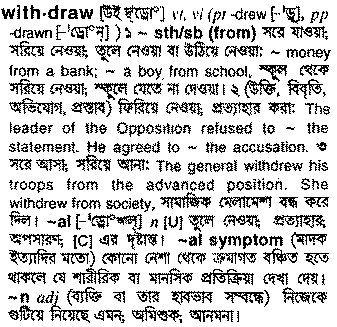 with·draw [উইদ্'ড্রো°] vt, vi (pt -drew [-'ড্রূ], pp
-drawn [-'ড্রো°ন্] ) ১ ~ sth/sb (from) সরে যাওয়া;
সরিয়ে নেওয়া; তুলে নেওয়া বা উঠিয়ে নেওয়া: ~ money
from a bank; ~ a boy from school, স্কুল থেকে
সরিয়ে নেওয়া; স্কুলে যেতে না দেওয়া। ২ (উক্তি, বিবৃতি,
অভিযোগ, প্রস্তাব) ফিরিয়ে নেওয়া; প্রত্যাহার করা: The
leader of the Opposition refused to ~ the
statement. He agreed to ~ the accusation. ৩
সরে আসা; সরিয়ে আনা: The general withdrew his
troops from the advanced position. She
withdrew from society, সামাজিক মেলামেশা বন্ধ করে
দিল। ~al [-'ড্রো°আল্] n [U] তুলে নেওয়া; প্রত্যাহার;
অপসারণ; [C] এর দৃষ্টান্ত। ~al symptom (মাদক
ইত্যাদির মতো) কোনো নেশা থেকে ক্রমাগত বঞ্চিত হতে
থাকলে যে শারীরিক বা মানসিক প্রতিক্রিয়া দেখা দেয়।
~n adj (ব্যক্তি বা তার হাবভাব সম্বন্ধে) নিজেকে
গুটিয়ে নিয়েছে এমন; অমিশুক; আনমনা।